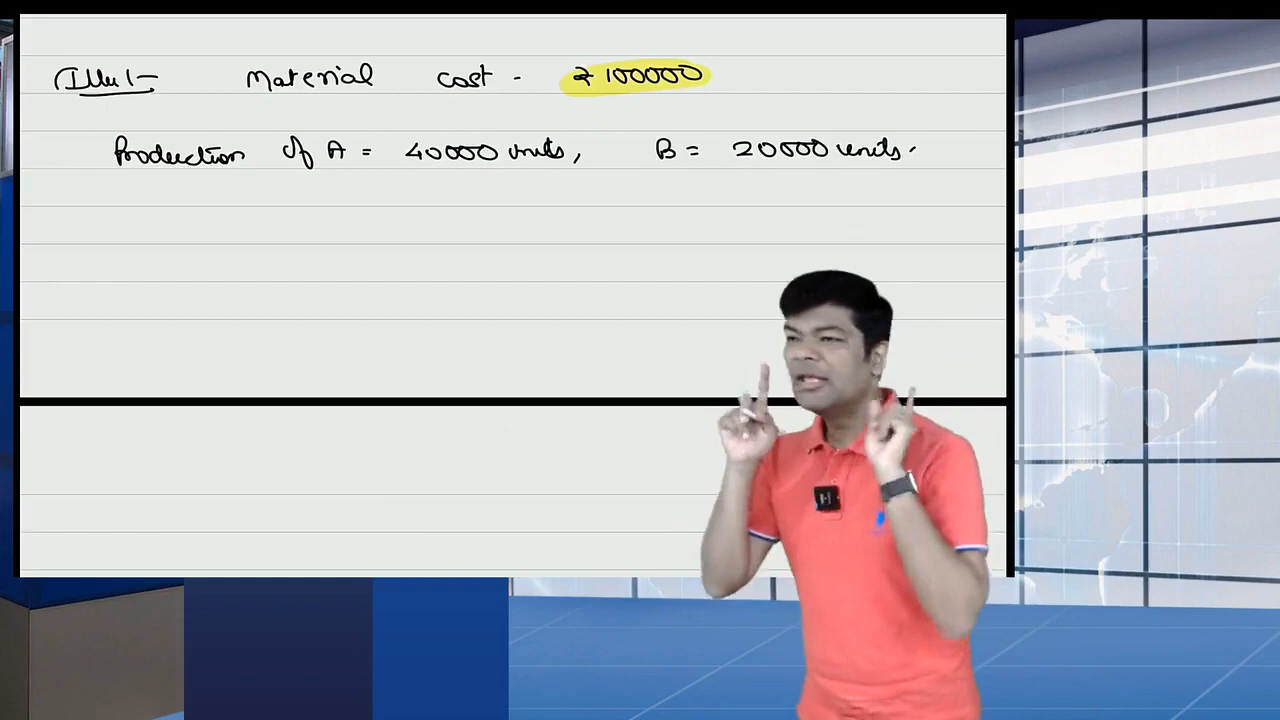 Illu 1- Material cost - ₹ 100000
Production of A = 40000 units, B = 20000 units.